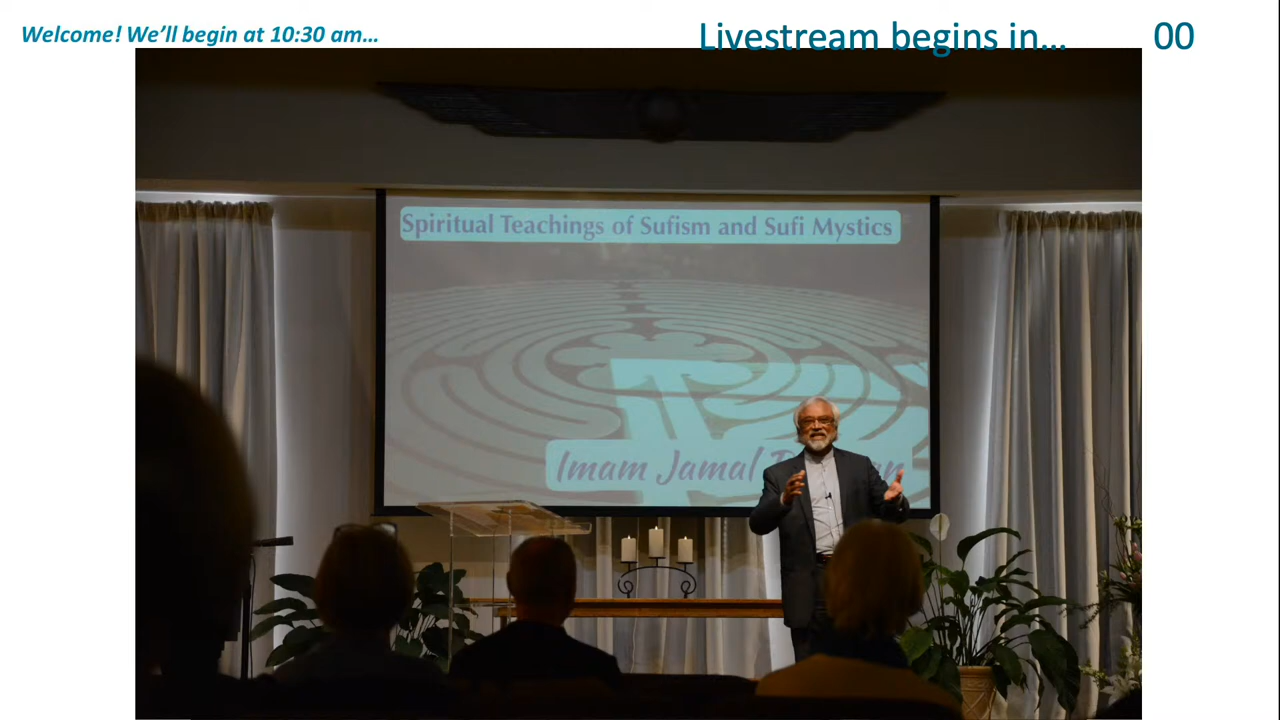 Welcome! We’ll begin at 10:30 am…
Livestream begins in… 00
Spiritual Teachings of Sufism and Sufi Mystics
Imam Jamal